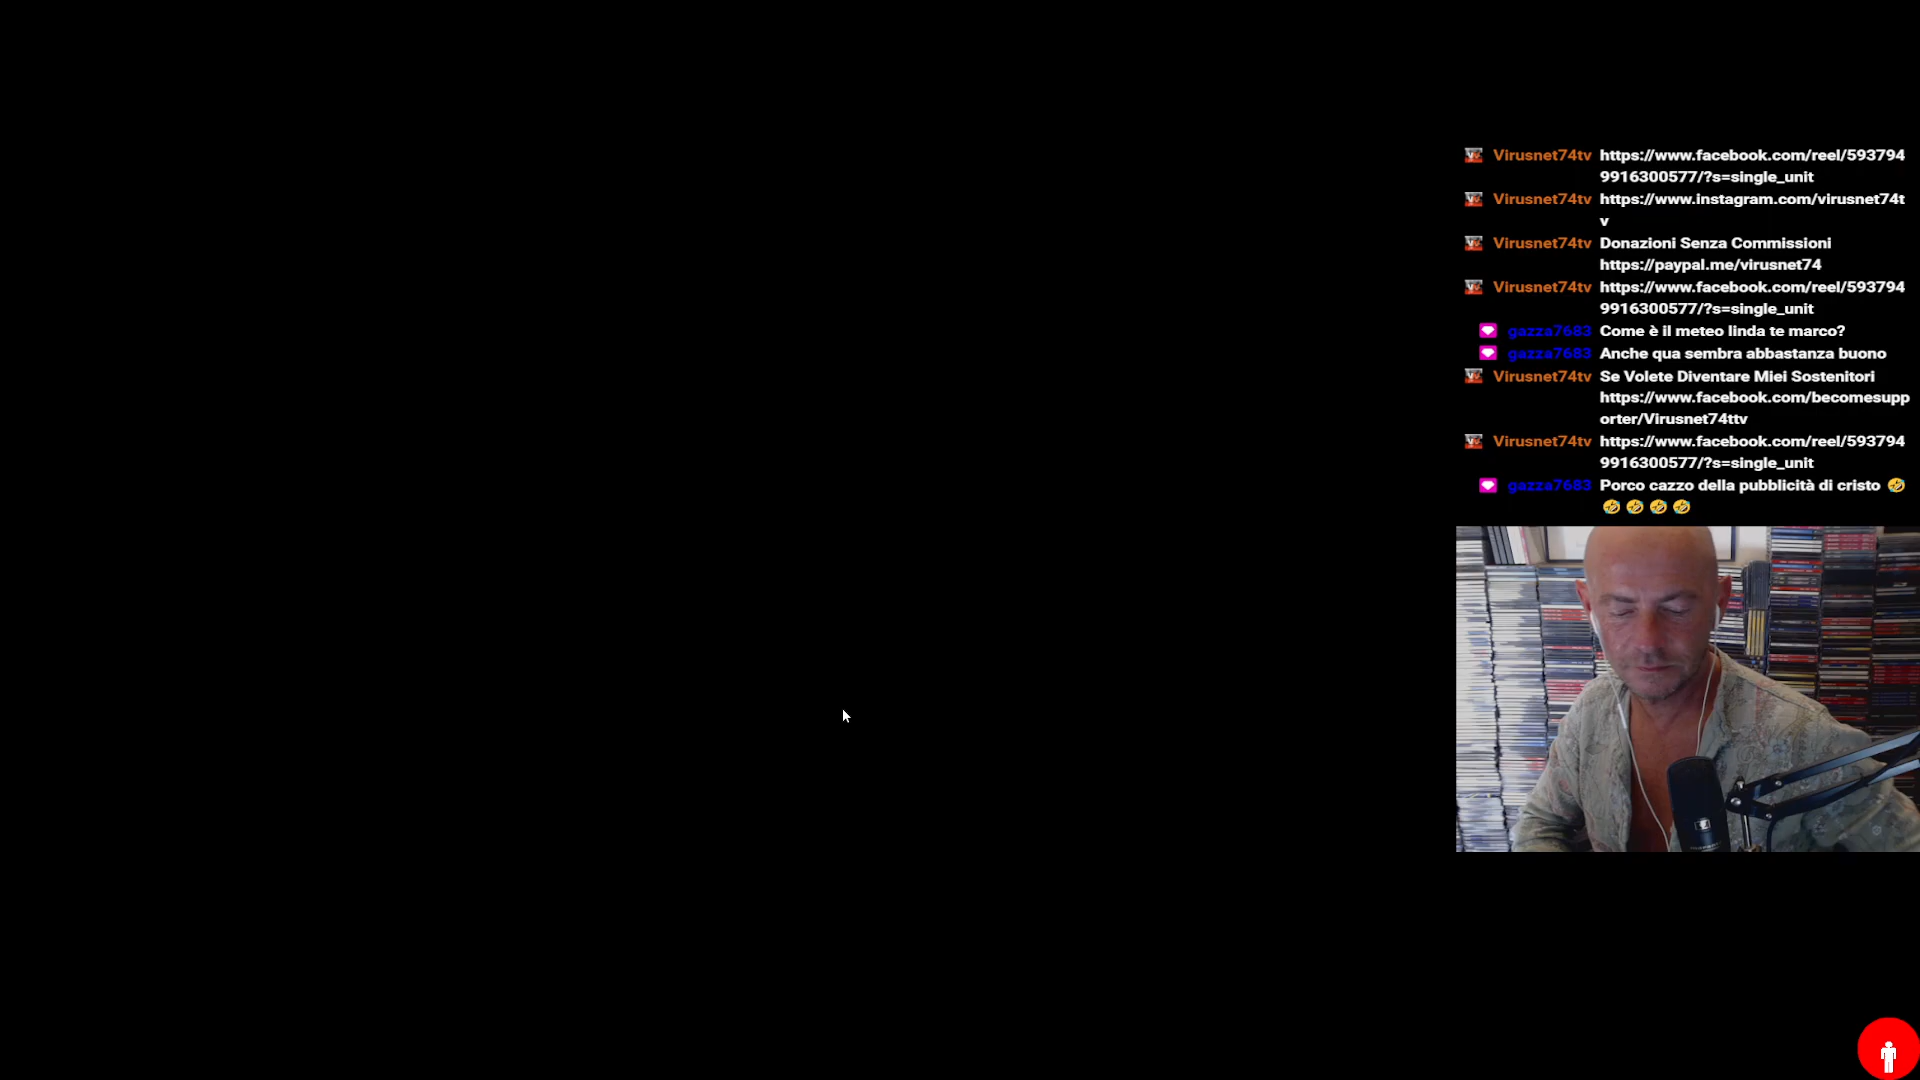 Virusnet74tv https://www.facebook.com/reel/593794
9916300577/?s=single_unit
Virusnet74tv https://www.instagram.com/virusnet74t
v
Virusnet74tv Donazioni Senza Commissioni
https://paypal.me/virusnet74
Virusnet74tv https://www.facebook.com/reel/593794
9916300577/?s=single_unit
gazza7683 Come è il meteo linda te marco?
gazza7683 Anche qua sembra abbastanza buono
Virusnet74tv Se Volete Diventare Miei Sostenitori
https://www.facebook.com/becomesupp
orter/Virusnet74ttv
Virusnet74tv https://www.facebook.com/reel/593794
9916300577/?s=single_unit
gazza7683 Porco cazzo della pubblicità di cristo 🤣
🤣 🤣 🤣 🤣